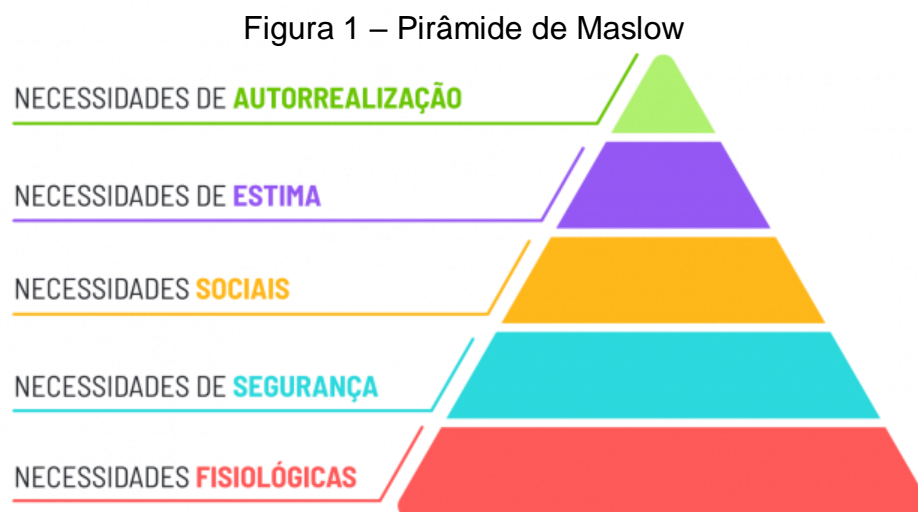 Figura 1 – Pirâmide de Maslow
NECESSIDADES DE AUTORREALIZAÇÃO
NECESSIDADES DE ESTIMA
NECESSIDADES SOCIAIS
NECESSIDADES DE SEGURANÇA
NECESSIDADES FISIOLÓGICAS